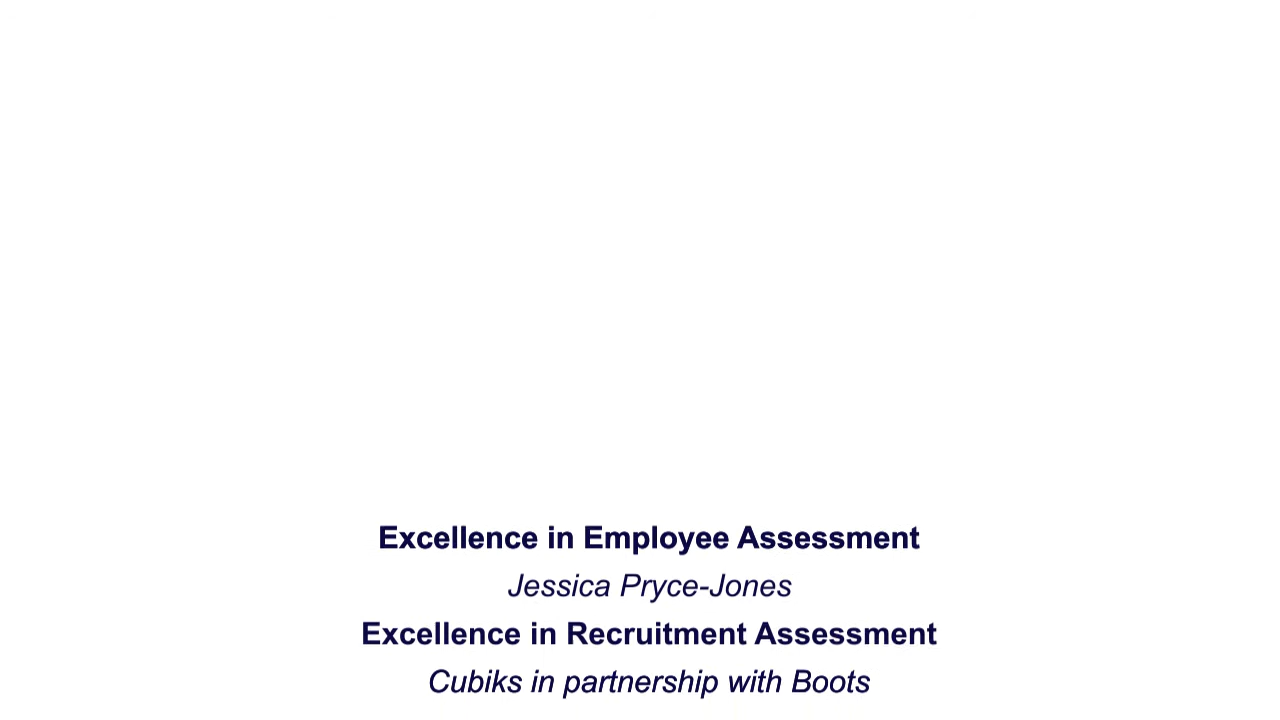 Excellence in Employee Assessment
Jessica Pryce-Jones
Excellence in Recruitment Assessment
Cubiks in partnership with Boots